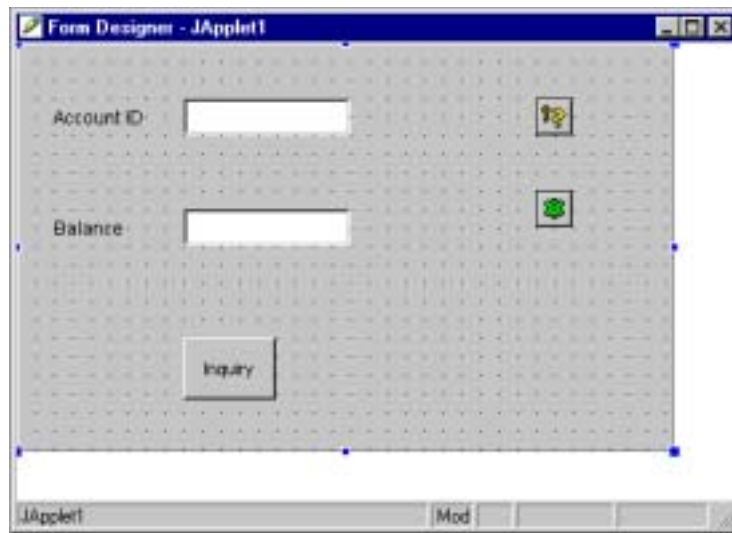 Form Designer - JApplet1
Account ID
Balance
Inquiry
JApplet1
Mod